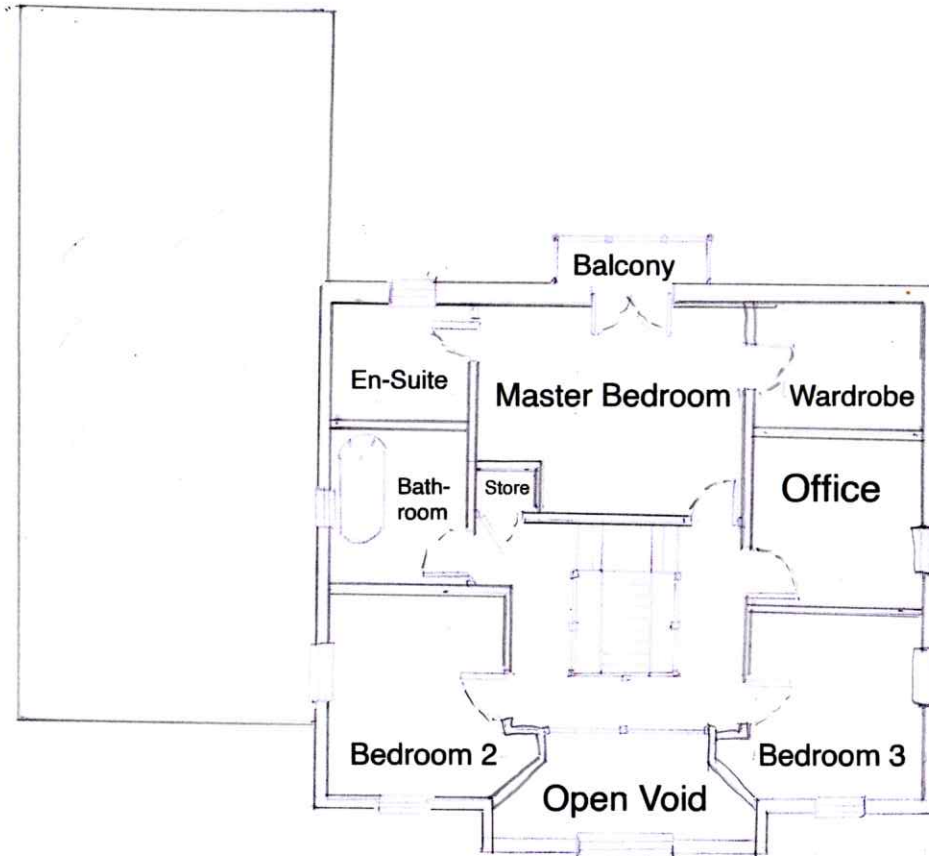 Balcony
En-Suite
Master Bedroom
Wardrobe
Bath-
room
Store
Office
Bedroom 2
Bedroom 3
Open Void